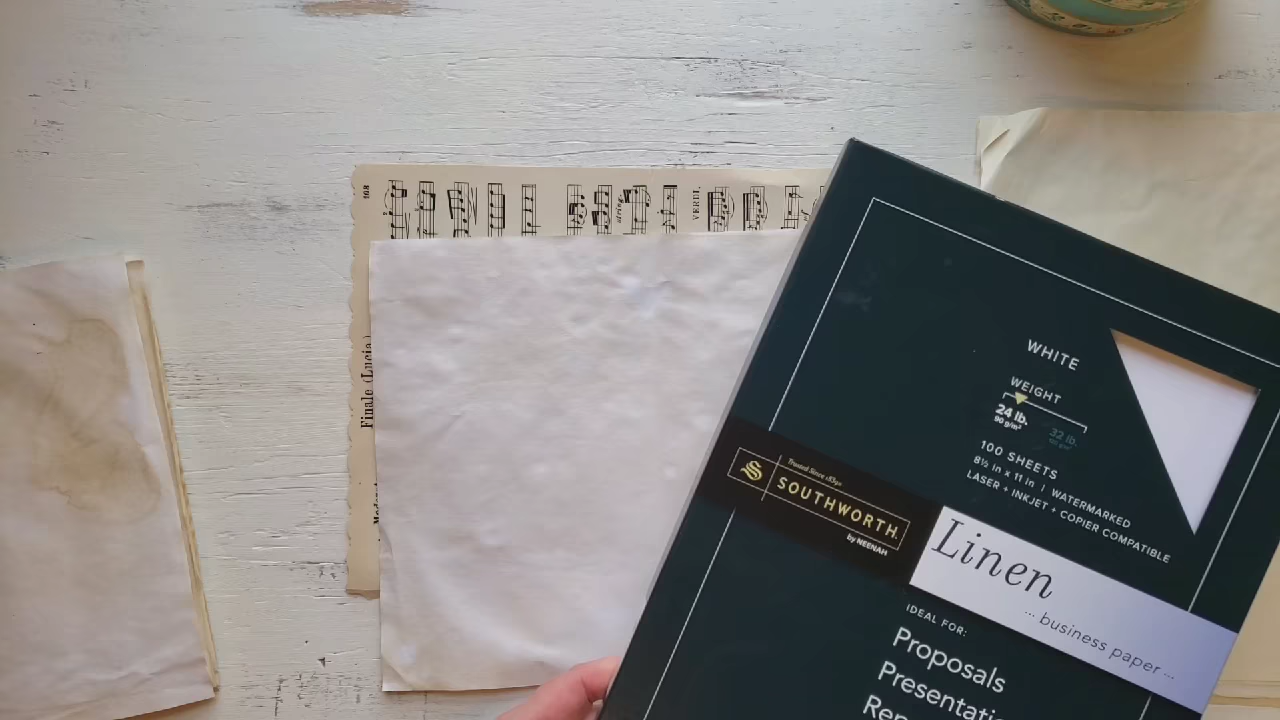 108
string.
VERDI.
Finale (Lucia)
WHITE
WEIGHT
24 lb.
90 g/m²
32 lb.
100 SHEETS
8½ in x 11 in | WATERMARKED
LASER + INKJET + COPIER COMPATIBLE
Trusted Since 1839
SOUTHWORTH.
by NEENAH
Linen
... business paper ...
IDEAL FOR:
Proposals